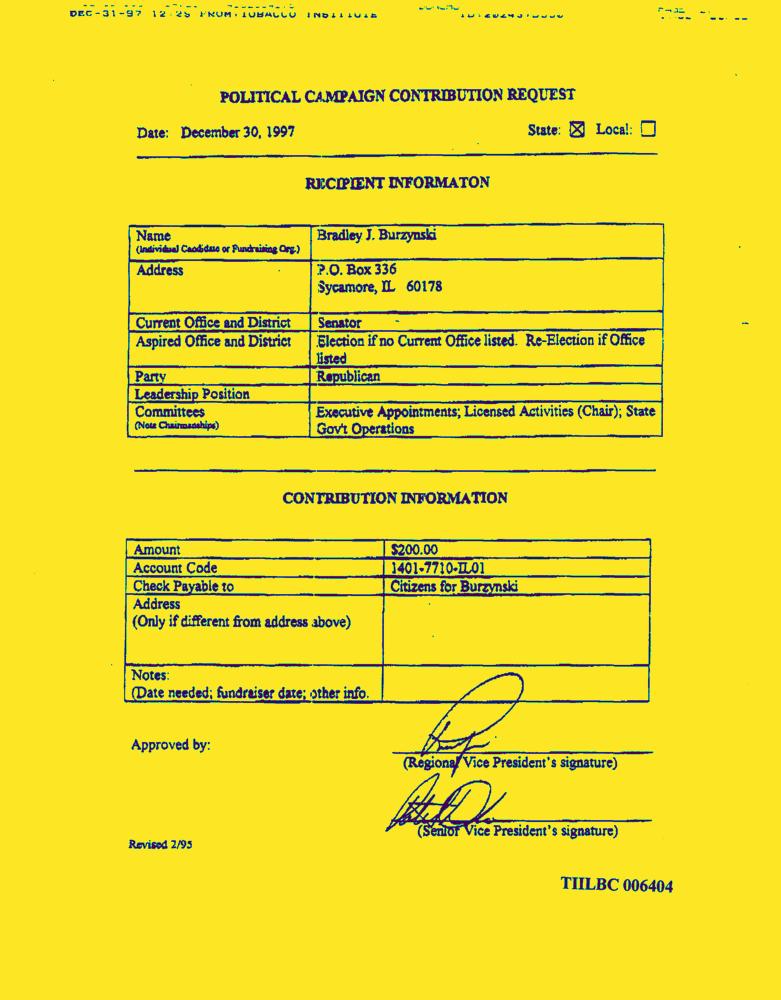 DEC-31-97 12:25 FROM:TOBACCO INSTITUTE
POLITICAL CAMPAIGN CONTRIBUTION REQUEST
Date: December 30, 1997 State: ☒ Local: ☐
RECIPIENT INFORMATON
Name Bradley J. Burzynski
(Individual Candidate or Fundraising Org.)
Address P.O. Box 336
Sycamore, IL 60178
Current Office and District Senator
Aspired Office and District Election if no Current Office listed. Re-Election if Office
listed
Party Republican
Leadership Position
Committees Executive Appointments; Licensed Activities (Chair); State
(Note Chairmanships) Gov't Operations
CONTRIBUTION INFORMATION
Amount $200.00
Account Code 1401-7710-IL01
Check Payable to Citizens for Burzynski
Address
(Only if different from address above)
Notes:
(Date needed; fundraiser date; other info.
Approved by:
(Regional Vice President's signature)
(Senior Vice President's signature)
Revised 2/95
TIILBC 006404